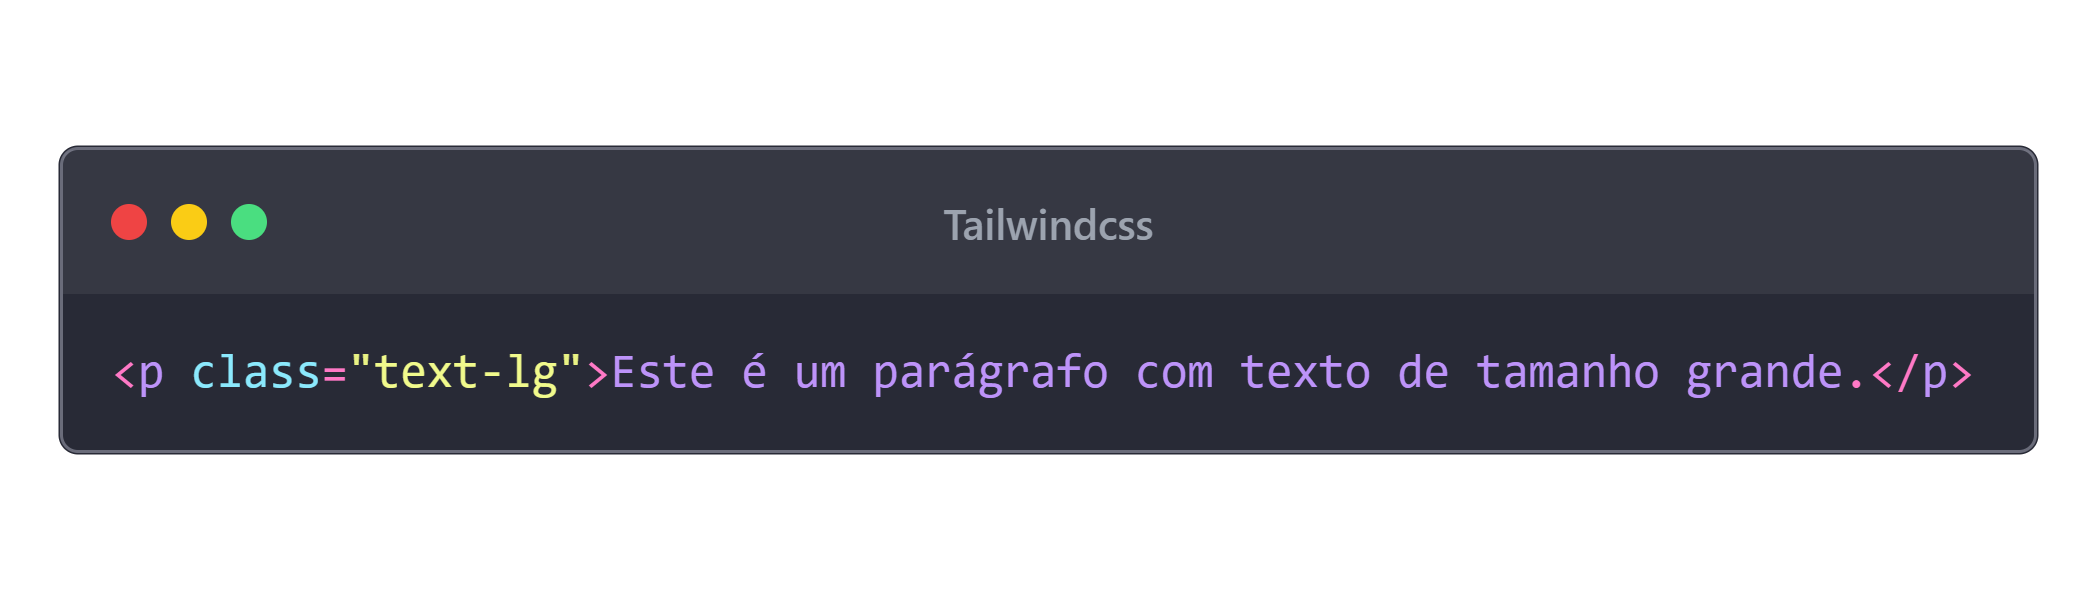 Tailwindcss
<p class="text-lg">Este é um parágrafo com texto de tamanho grande.</p>